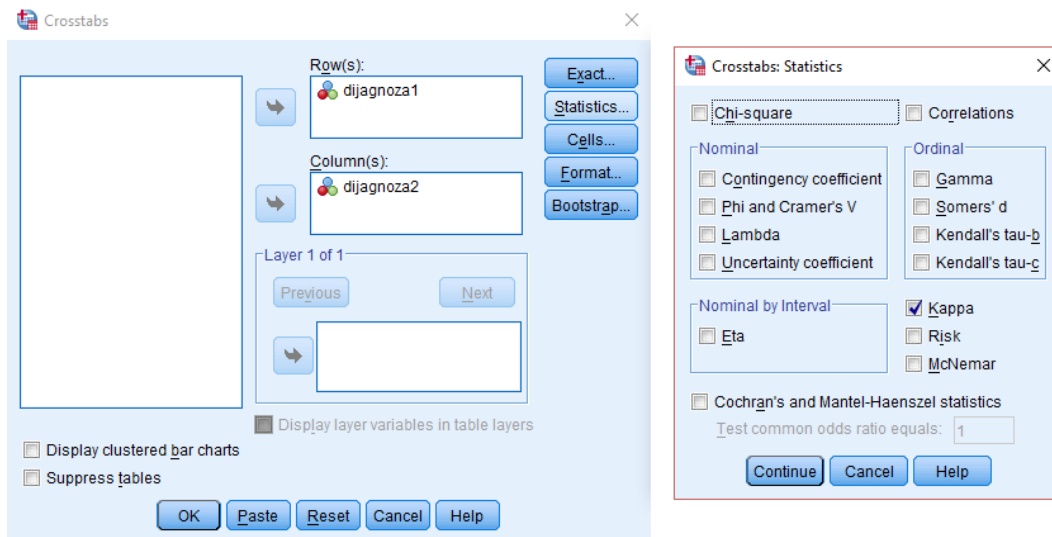 Crosstabs
Row(s):
dijagnoza1
Column(s):
dijagnoza2
Layer 1 of 1
Previous
Next
Display layer variables in table layers
Exact...
Statistics...
Cells...
Format...
Bootstrap...
Display clustered bar charts
Suppress tables
OK
Paste
Reset
Cancel
Help
Crosstabs: Statistics
Chi-square
Correlations
Nominal
Contingency coefficient
Phi and Cramer's V
Lambda
Uncertainty coefficient
Ordinal
Gamma
Somers' d
Kendall's tau-b
Kendall's tau-c
Nominal by Interval
Eta
Kappa
Risk
McNemar
Cochran's and Mantel-Haenszel statistics
Test common odds ratio equals: 1
Continue
Cancel
Help